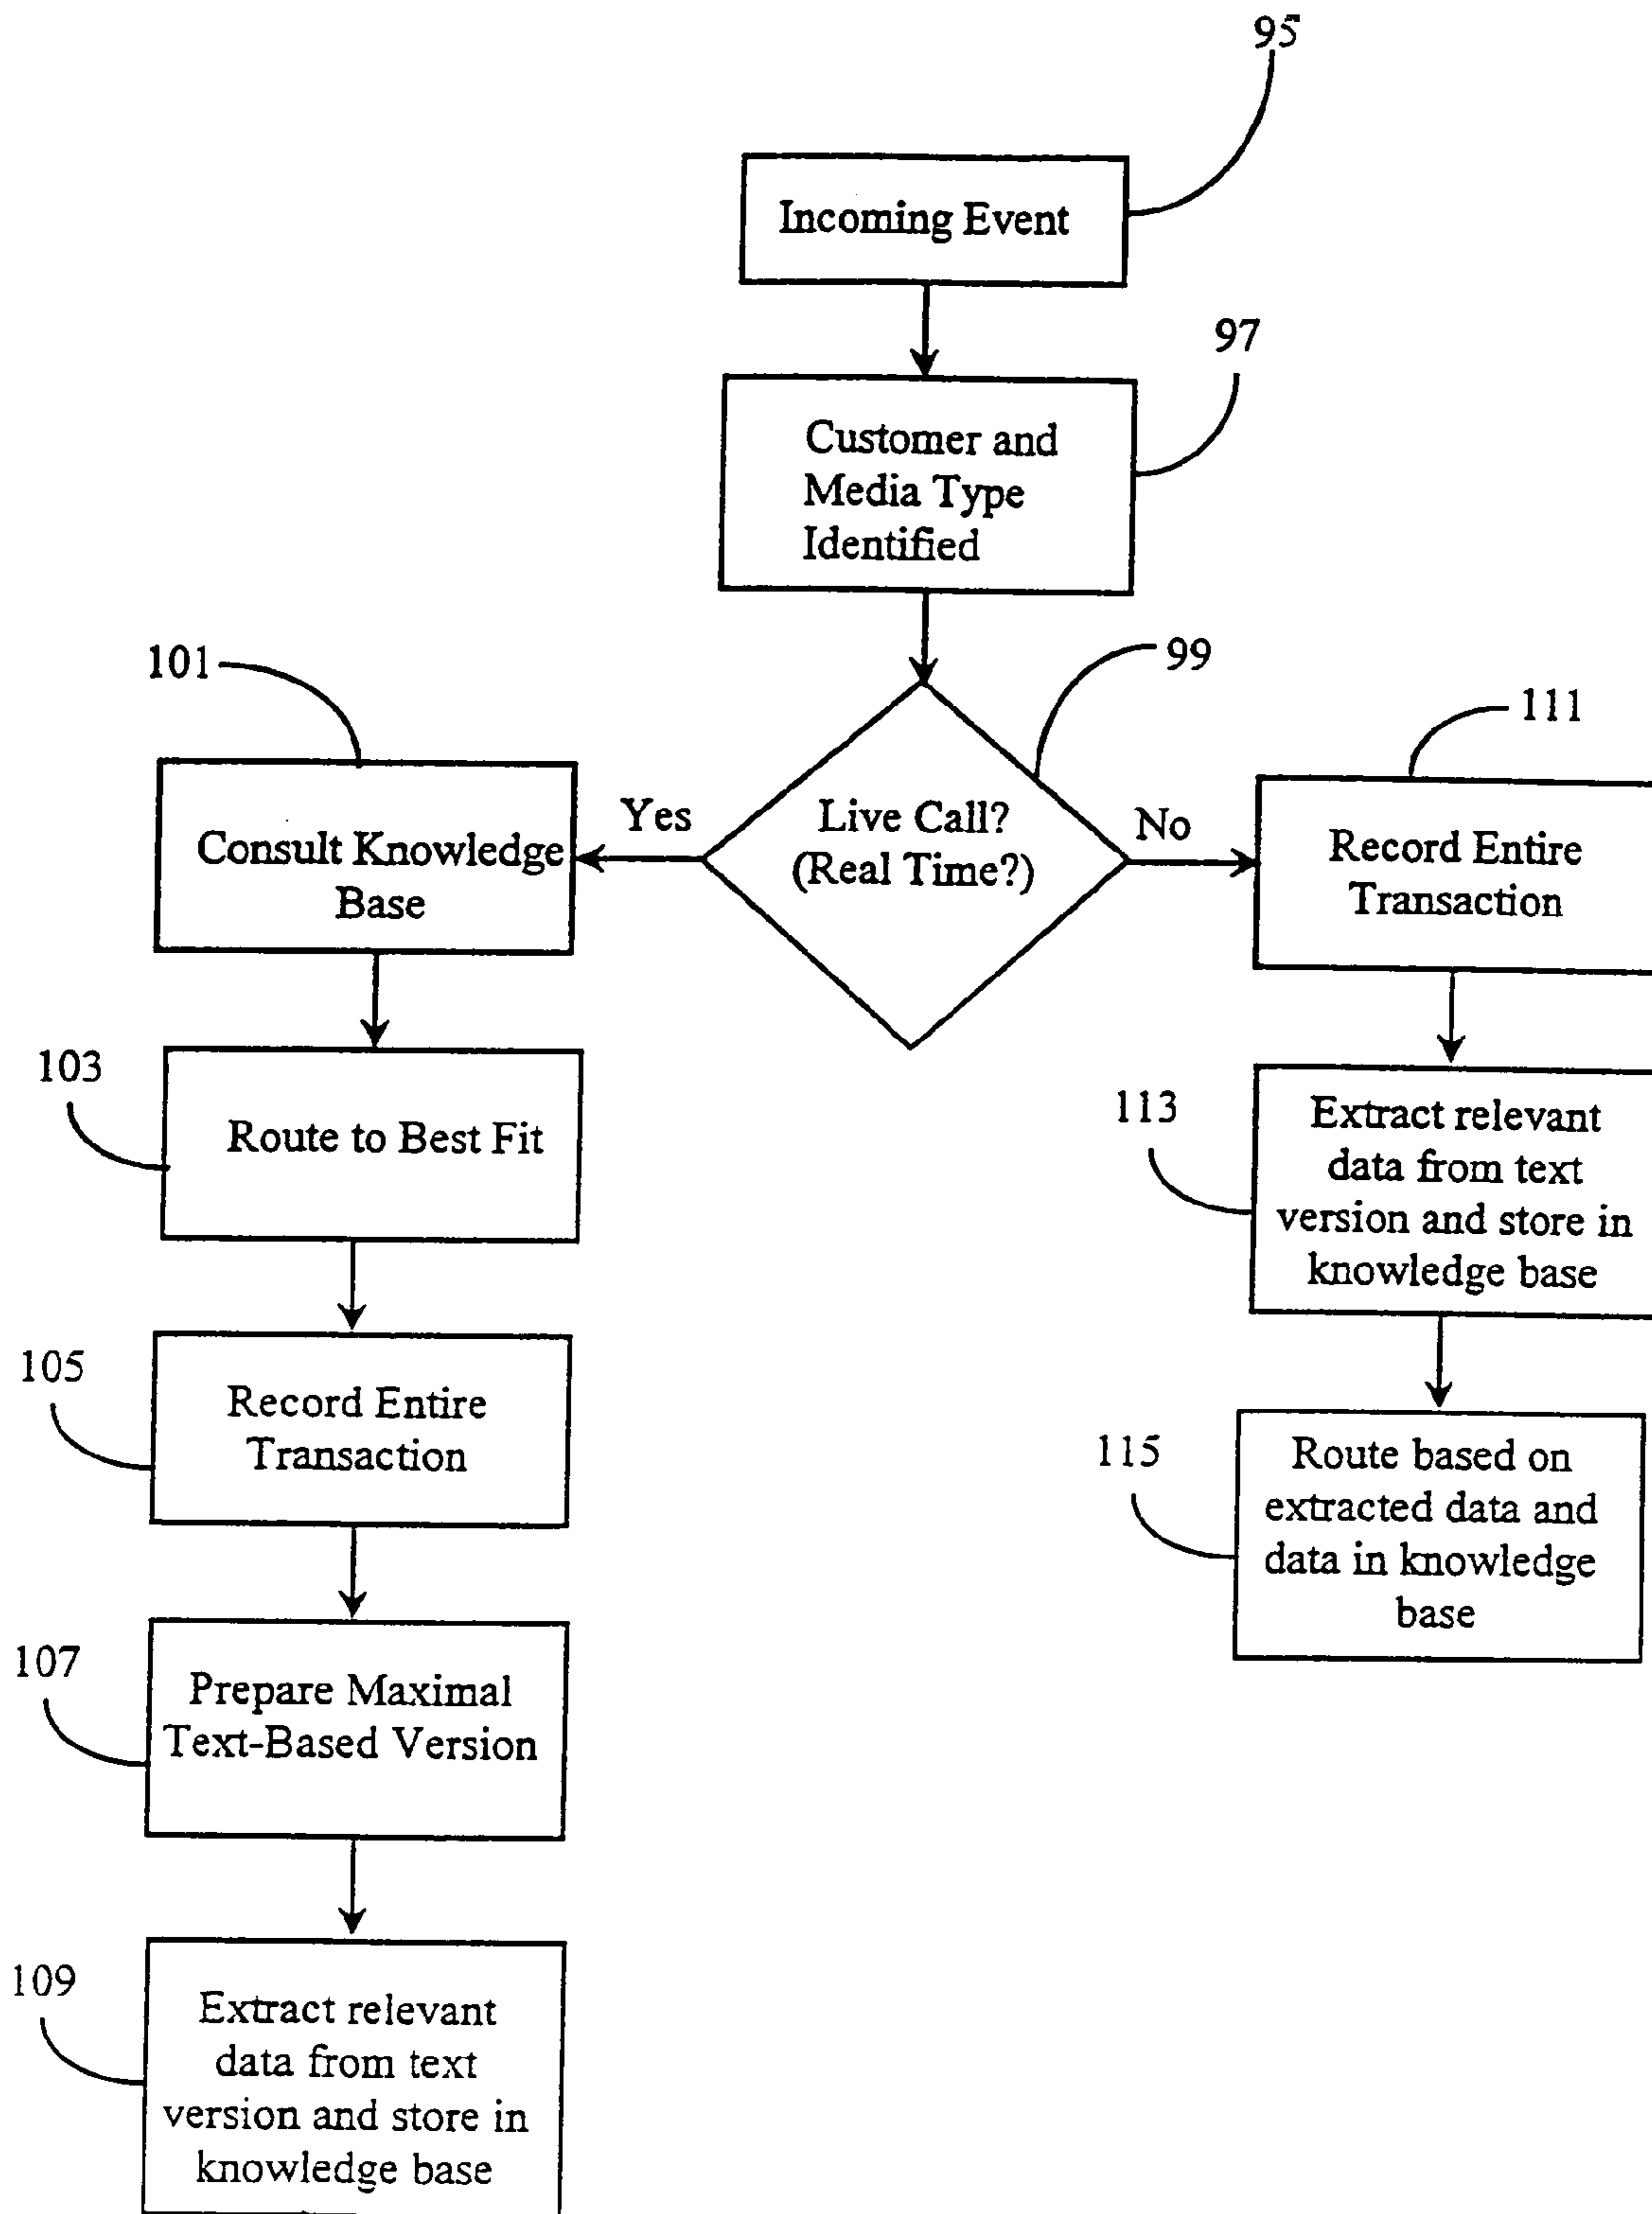 95
Incoming Event
97
Customer and
Media Type
Identified
99
Live Call?
(Real Time?)
Yes
No
101
Consult Knowledge
Base
103
Route to Best Fit
105
Record Entire
Transaction
107
Prepare Maximal
Text-Based Version
109
Extract relevant
data from text
version and store in
knowledge base
111
Record Entire
Transaction
113
Extract relevant
data from text
version and store in
knowledge base
115
Route based on
extracted data and
data in knowledge
base